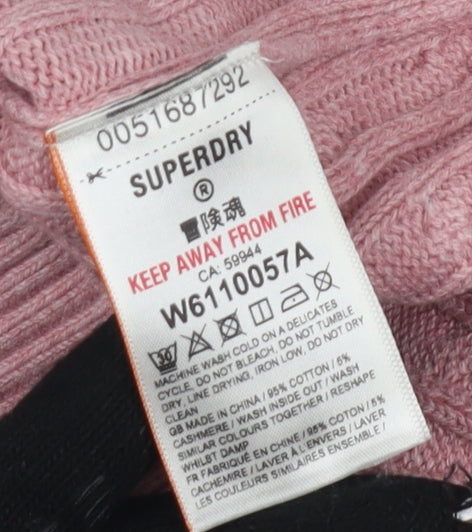 0051687292
SUPERDRY
®
冒険魂
KEEP AWAY FROM FIRE
CA: 59944
W6110057A
30
MACHINE WASH COLD ON A DELICATES
CYCLE, DO NOT BLEACH, DO NOT TUMBLE
DRY, LINE DRYING, IRON LOW, DO NOT DRY
CLEAN
GB MADE IN CHINA / 95% COTTON / 5%
CASHMERE / WASH INSIDE OUT / WASH
SIMILAR COLOURS TOGETHER / RESHAPE
WHILST DAMP
FR FABRIQUÉ EN CHINE / 95% COTON / 5%
CACHEMIRE / LAVER A L'ENVERS / LAVER
LES COULEURS SIMILAIRES ENSEMBLE /